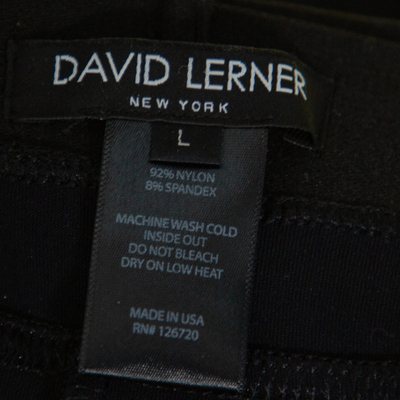 DAVID LERNER
NEW YORK
L
92% NYLON
8% SPANDEX
MACHINE WASH COLD
INSIDE OUT
DO NOT BLEACH
DRY ON LOW HEAT
MADE IN USA
RN# 126720